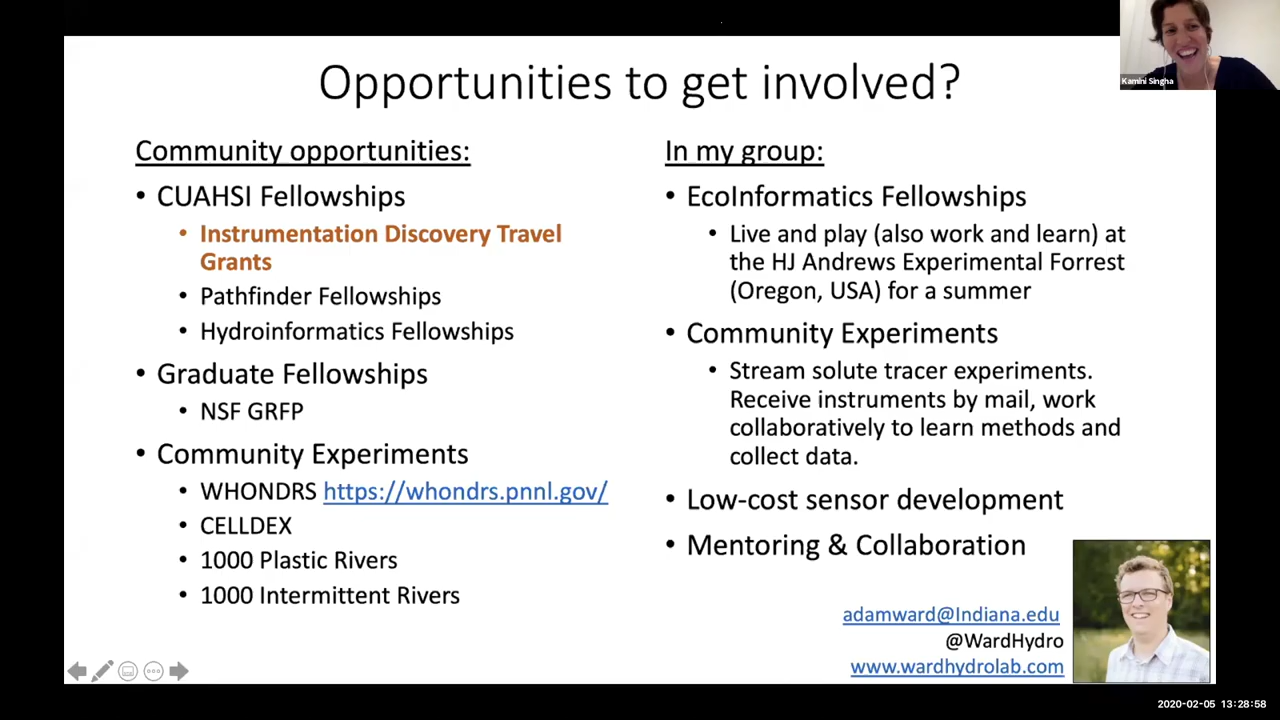 Opportunities to get involved?
Kamini Singha
Community opportunities:
• CUAHSI Fellowships
• Instrumentation Discovery Travel
Grants
• Pathfinder Fellowships
• Hydroinformatics Fellowships
• Graduate Fellowships
• NSF GRFP
• Community Experiments
• WHONDRS https://whondrs.pnnl.gov/
• CELLDEX
• 1000 Plastic Rivers
• 1000 Intermittent Rivers
In my group:
• EcoInformatics Fellowships
• Live and play (also work and learn) at
the HJ Andrews Experimental Forrest
(Oregon, USA) for a summer
• Community Experiments
• Stream solute tracer experiments.
Receive instruments by mail, work
collaboratively to learn methods and
collect data.
• Low-cost sensor development
• Mentoring & Collaboration
adamward@Indiana.edu
@WardHydro
www.wardhydrolab.com
2020-02-05 13:28:58